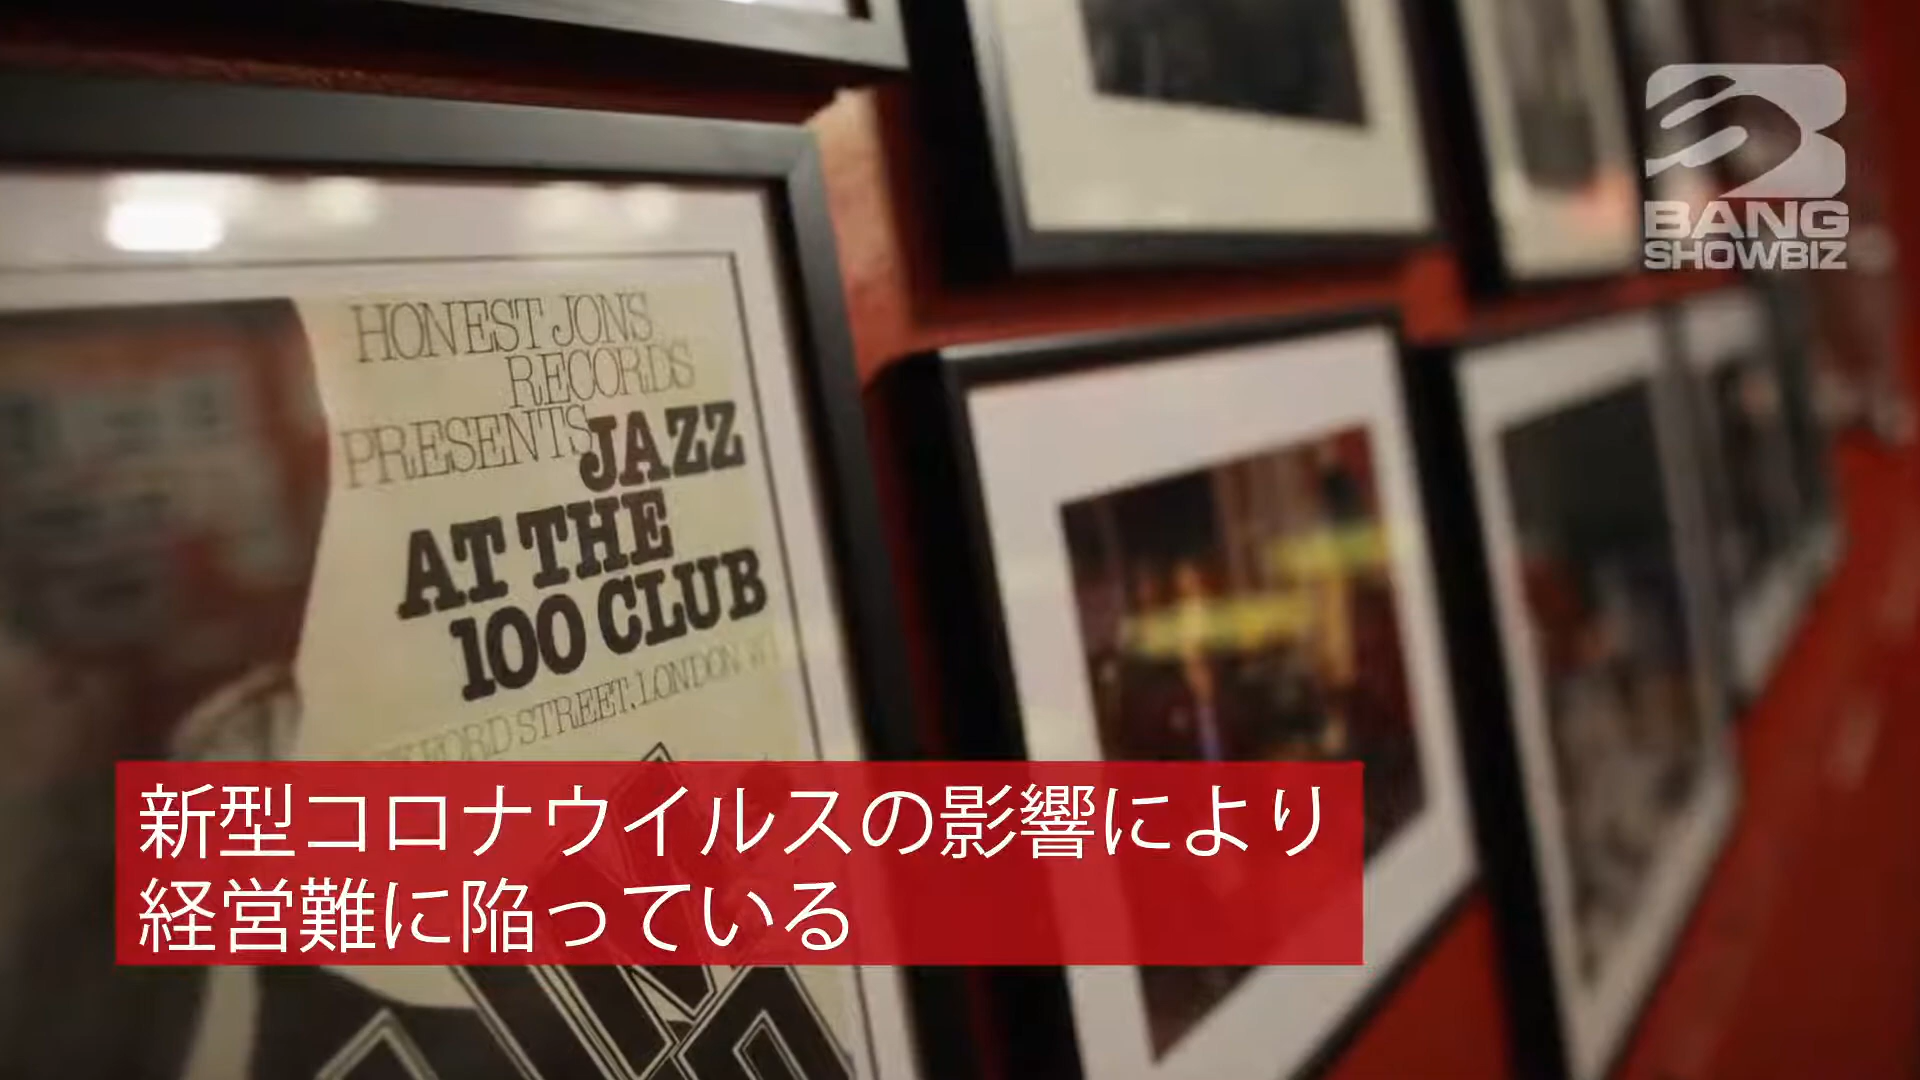 BANG
SHOWBIZ
HONEST JONS
RECORDS
PRESENTS JAZZ
AT THE
100 CLUB
STREET, LONDON
新型コロナウイルスの影響により
経営難に陥っている